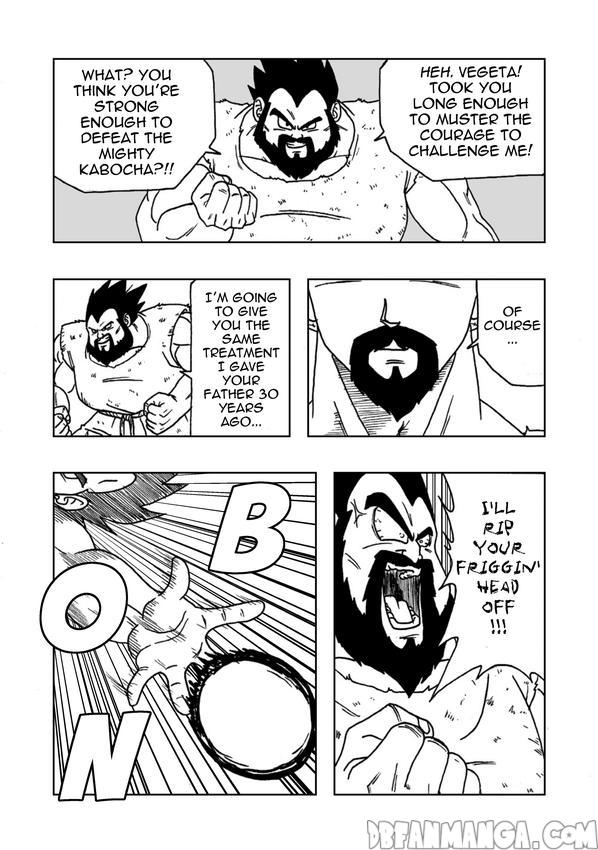 HEH, VEGETA!
TOOK YOU
LONG ENOUGH
TO MUSTER THE
COURAGE TO
CHALLENGE ME!
WHAT? YOU
THINK YOU'RE
STRONG
ENOUGH TO
DEFEAT THE
MIGHTY
KABOCHA?!!
OF
COURSE
...
I'M GOING
TO GIVE
YOU THE
SAME
TREATMENT
I GAVE
YOUR
FATHER 30
YEARS
AGO...
I'LL
RIP
YOUR
FRIGGIN'
HEAD
OFF
!!!
B
O
N
DBFANMANGA.COM